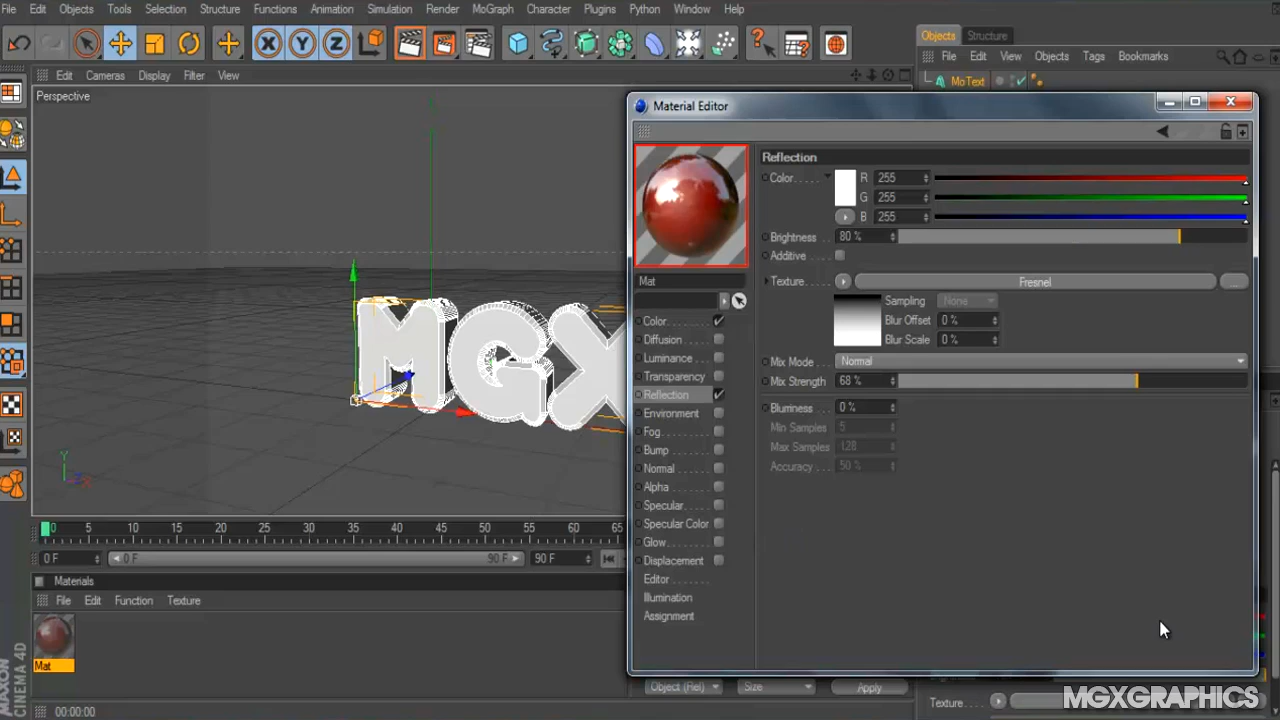 File Edit Objects Tools Selection Structure Functions Animation Simulation Render MoGraph Character Plugins Python Window Help
X Y Z
Objects Structure
File Edit View Objects Tags Bookmarks
MoText
Edit Cameras Display Filter View
Perspective
Material Editor
Reflection
Color R 255
G 255
B 255
Brightness 80 %
Additive
Texture Fresnel ...
Sampling None
Blur Offset 0 %
Blur Scale 0 %
Mix Mode Normal
Mix Strength 68 %
Blurriness 0 %
Min Samples 5
Max Samples 128
Accuracy 50 %
Mat
Color
Diffusion
Luminance
Transparency
Reflection
Environment
Fog
Bump
Normal
Alpha
Specular
Specular Color
Glow
Displacement
Editor
Illumination
Assignment
MGX
Y
X
0 5 10 15 20 25 30 35 40 45 50 55 60 65
0 F 0 F 90 F 90 F
Materials
File Edit Function Texture
Mat
MAXON
CINEMA 4D
Object (Rel) Size Apply
Texture
00:00:00
MGXGRAPHICS